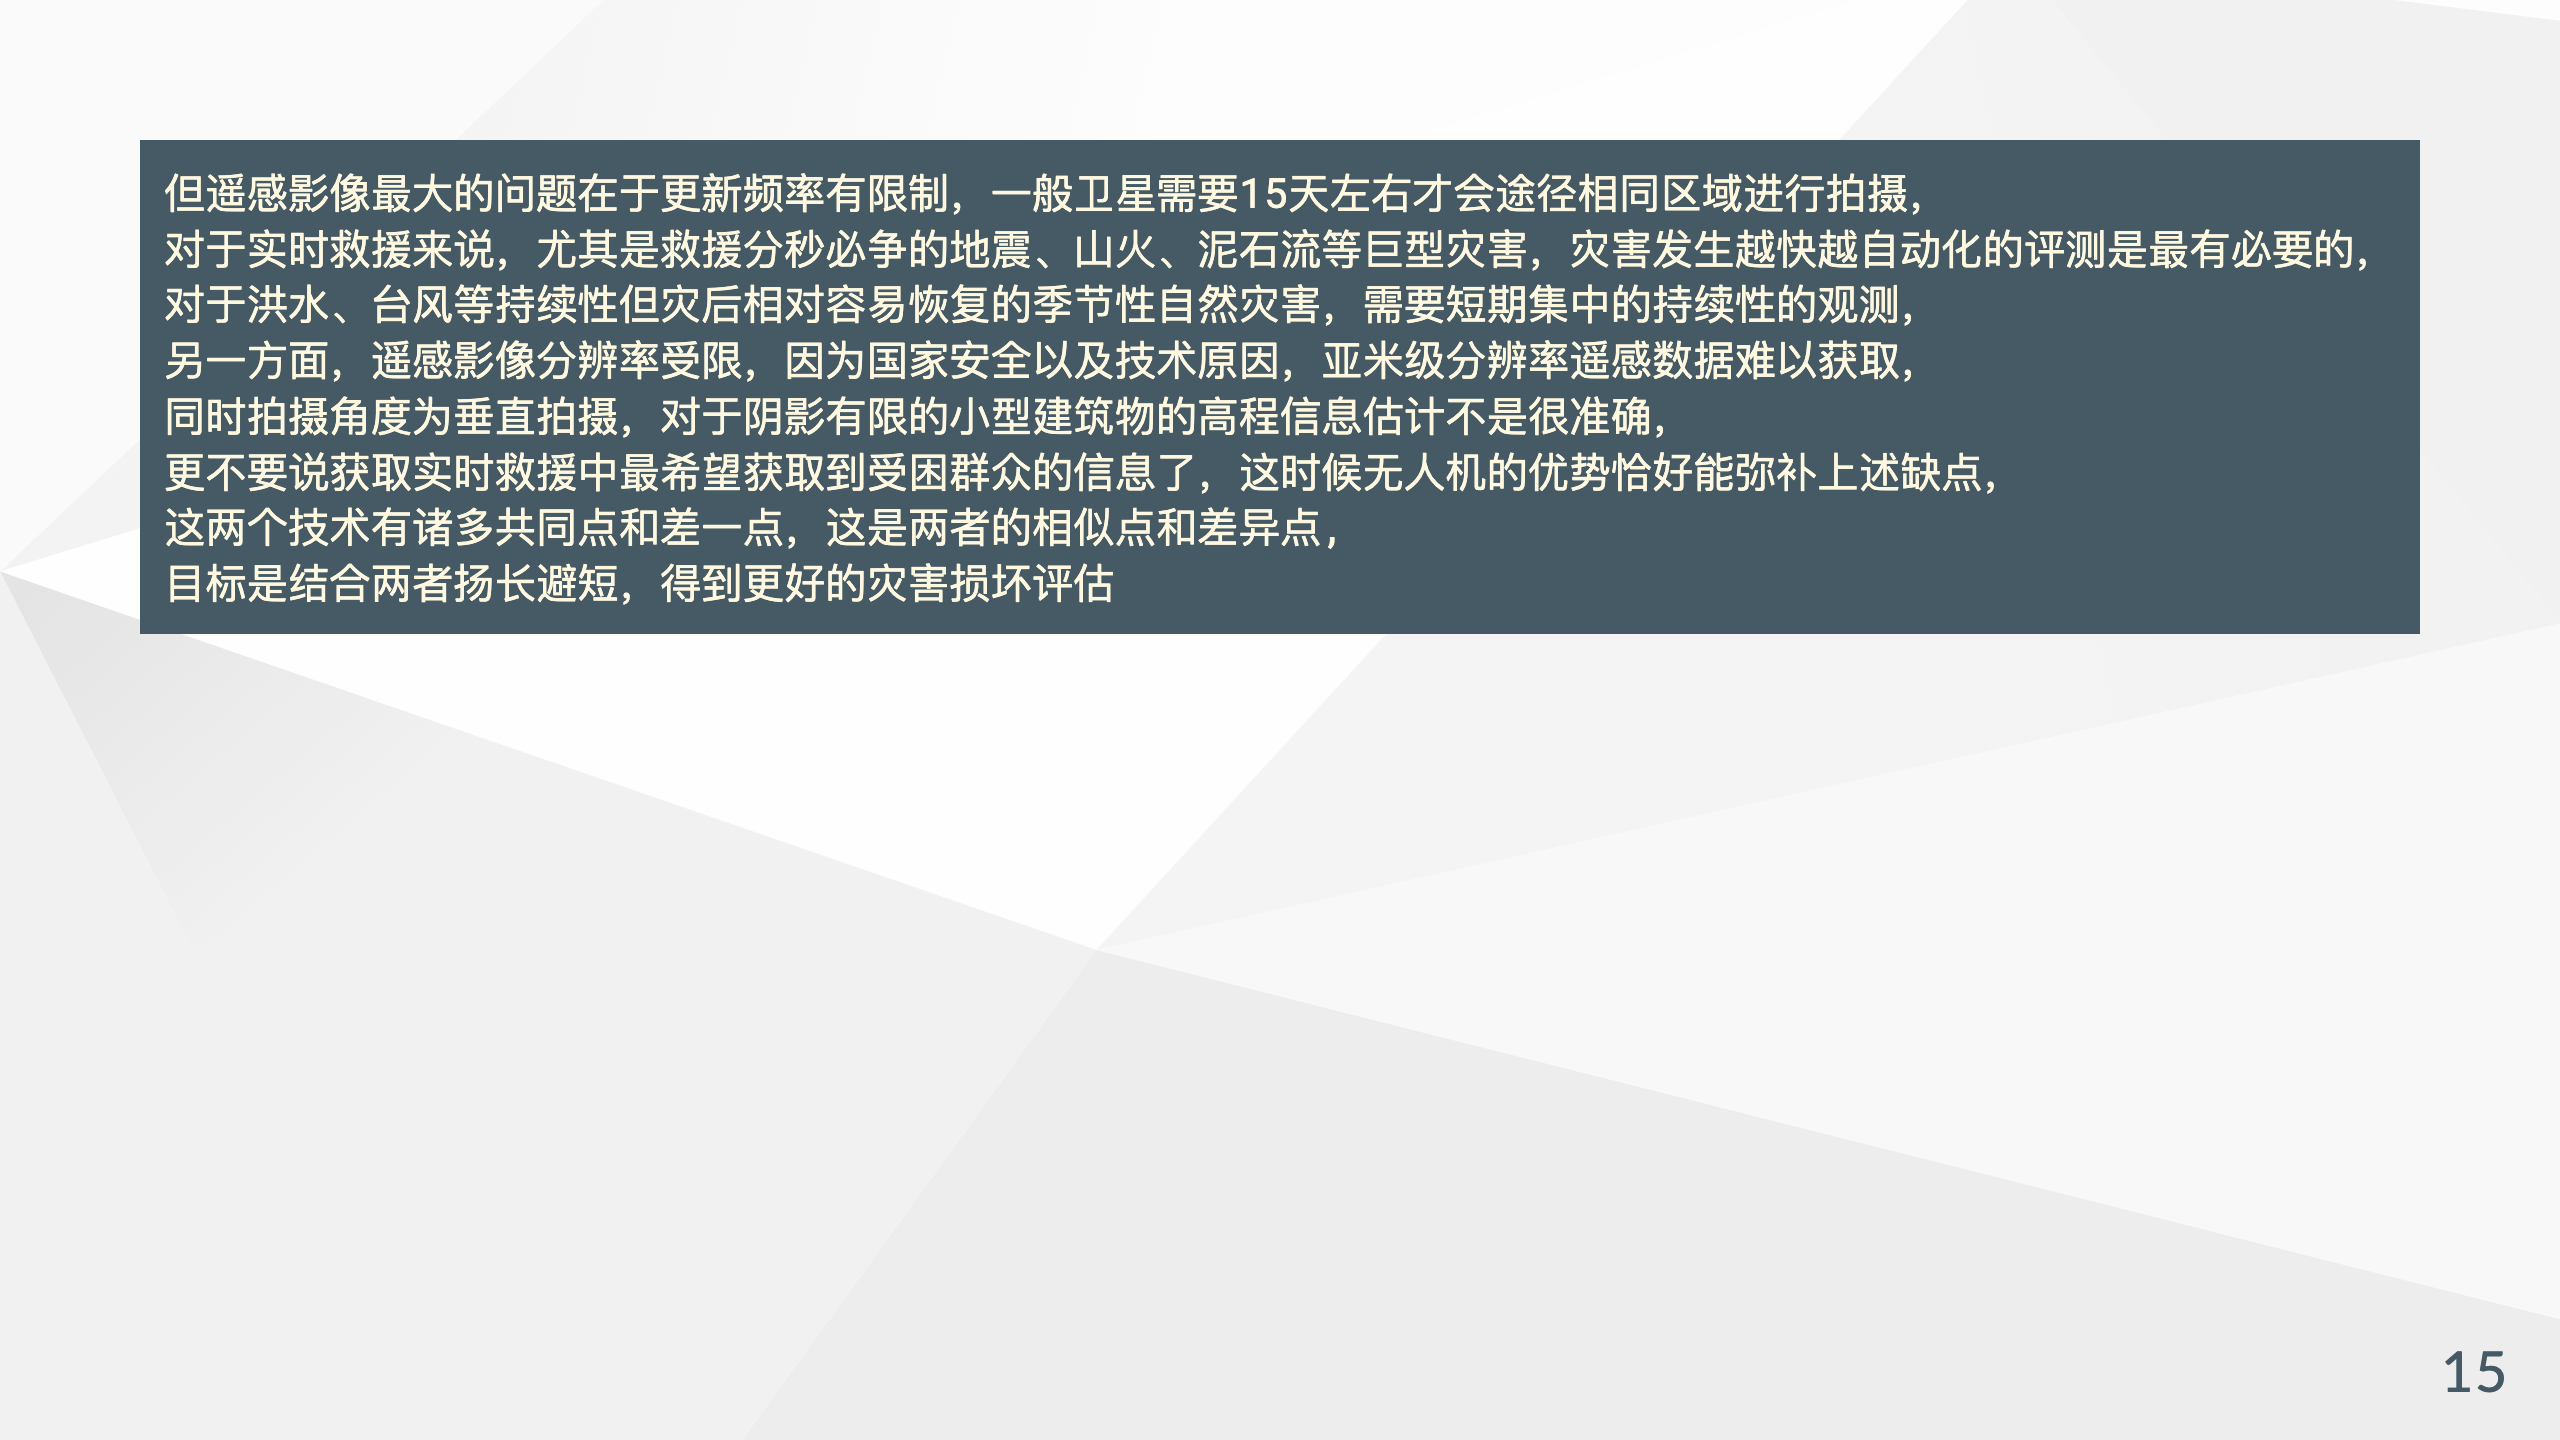 但遥感影像最大的问题在于更新频率有限制，一般卫星需要15天左右才会途径相同区域进行拍摄，
对于实时救援来说，尤其是救援分秒必争的地震、山火、泥石流等巨型灾害，灾害发生越快越自动化的评测是最有必要的，
对于洪水、台风等持续性但灾后相对容易恢复的季节性自然灾害，需要短期集中的持续性的观测，
另一方面，遥感影像分辨率受限，因为国家安全以及技术原因，亚米级分辨率遥感数据难以获取，
同时拍摄角度为垂直拍摄，对于阴影有限的小型建筑物的高程信息估计不是很准确，
更不要说获取实时救援中最希望获取到受困群众的信息了，这时候无人机的优势恰好能弥补上述缺点，
这两个技术有诸多共同点和差一点，这是两者的相似点和差异点,
目标是结合两者扬长避短，得到更好的灾害损坏评估
15